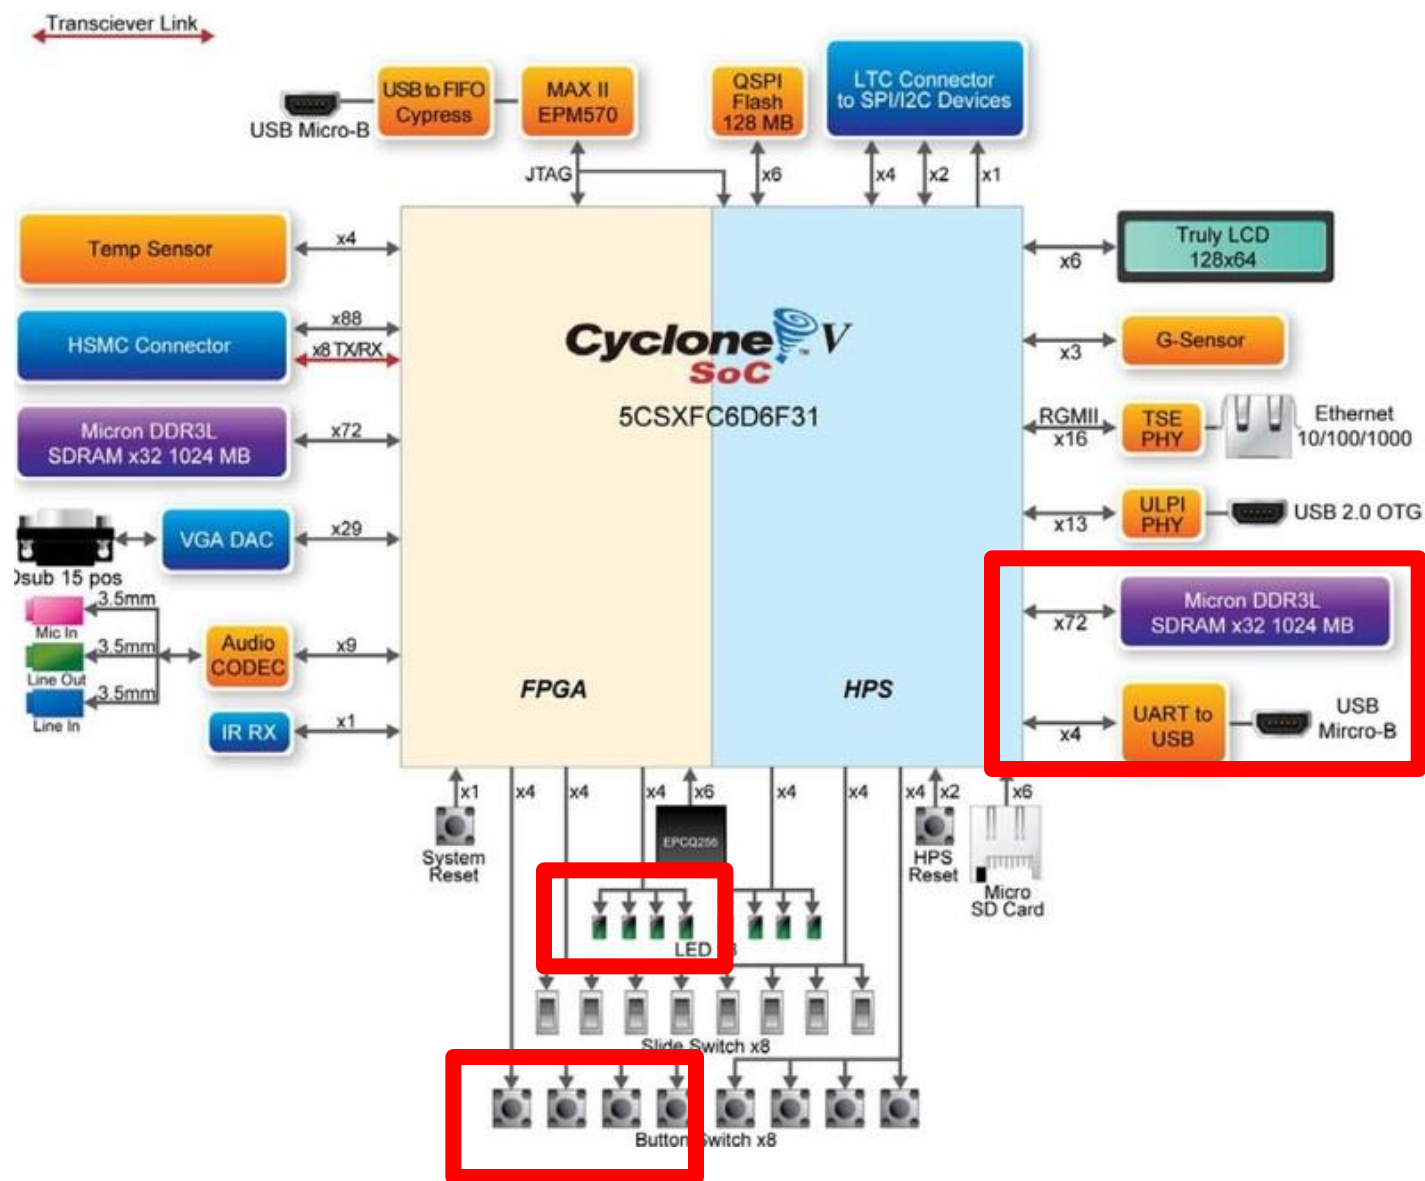 Transciever Link
USB Micro-B
USB to FIFO
Cypress
MAX II
EPM570
QSPI
Flash
128 MB
LTC Connector
to SPI/I2C Devices
JTAG
x6
x4
x2
x1
Temp Sensor
x4
HSMC Connector
x88
x8 TX/RX
Micron DDR3L
SDRAM x32 1024 MB
x72
VGA DAC
x29
Dsub 15 pos
3.5mm
Mic In
3.5mm
Line Out
3.5mm
Line In
Audio
CODEC
x9
IR RX
x1
Cyclone V
SoC
™
5CSXFC6D6F31
FPGA
HPS
x6
Truly LCD
128x64
x3
G-Sensor
RGMII
x16
TSE
PHY
Ethernet
10/100/1000
x13
ULPI
PHY
USB 2.0 OTG
x72
Micron DDR3L
SDRAM x32 1024 MB
x4
UART to
USB
USB
Mircro-B
x1
x4
x4
x4
x6
x4
x4
x4
x2
x6
System
Reset
EPCQ256
HPS
Reset
Micro
SD Card
LED
Slide Switch x8
Button Switch x8